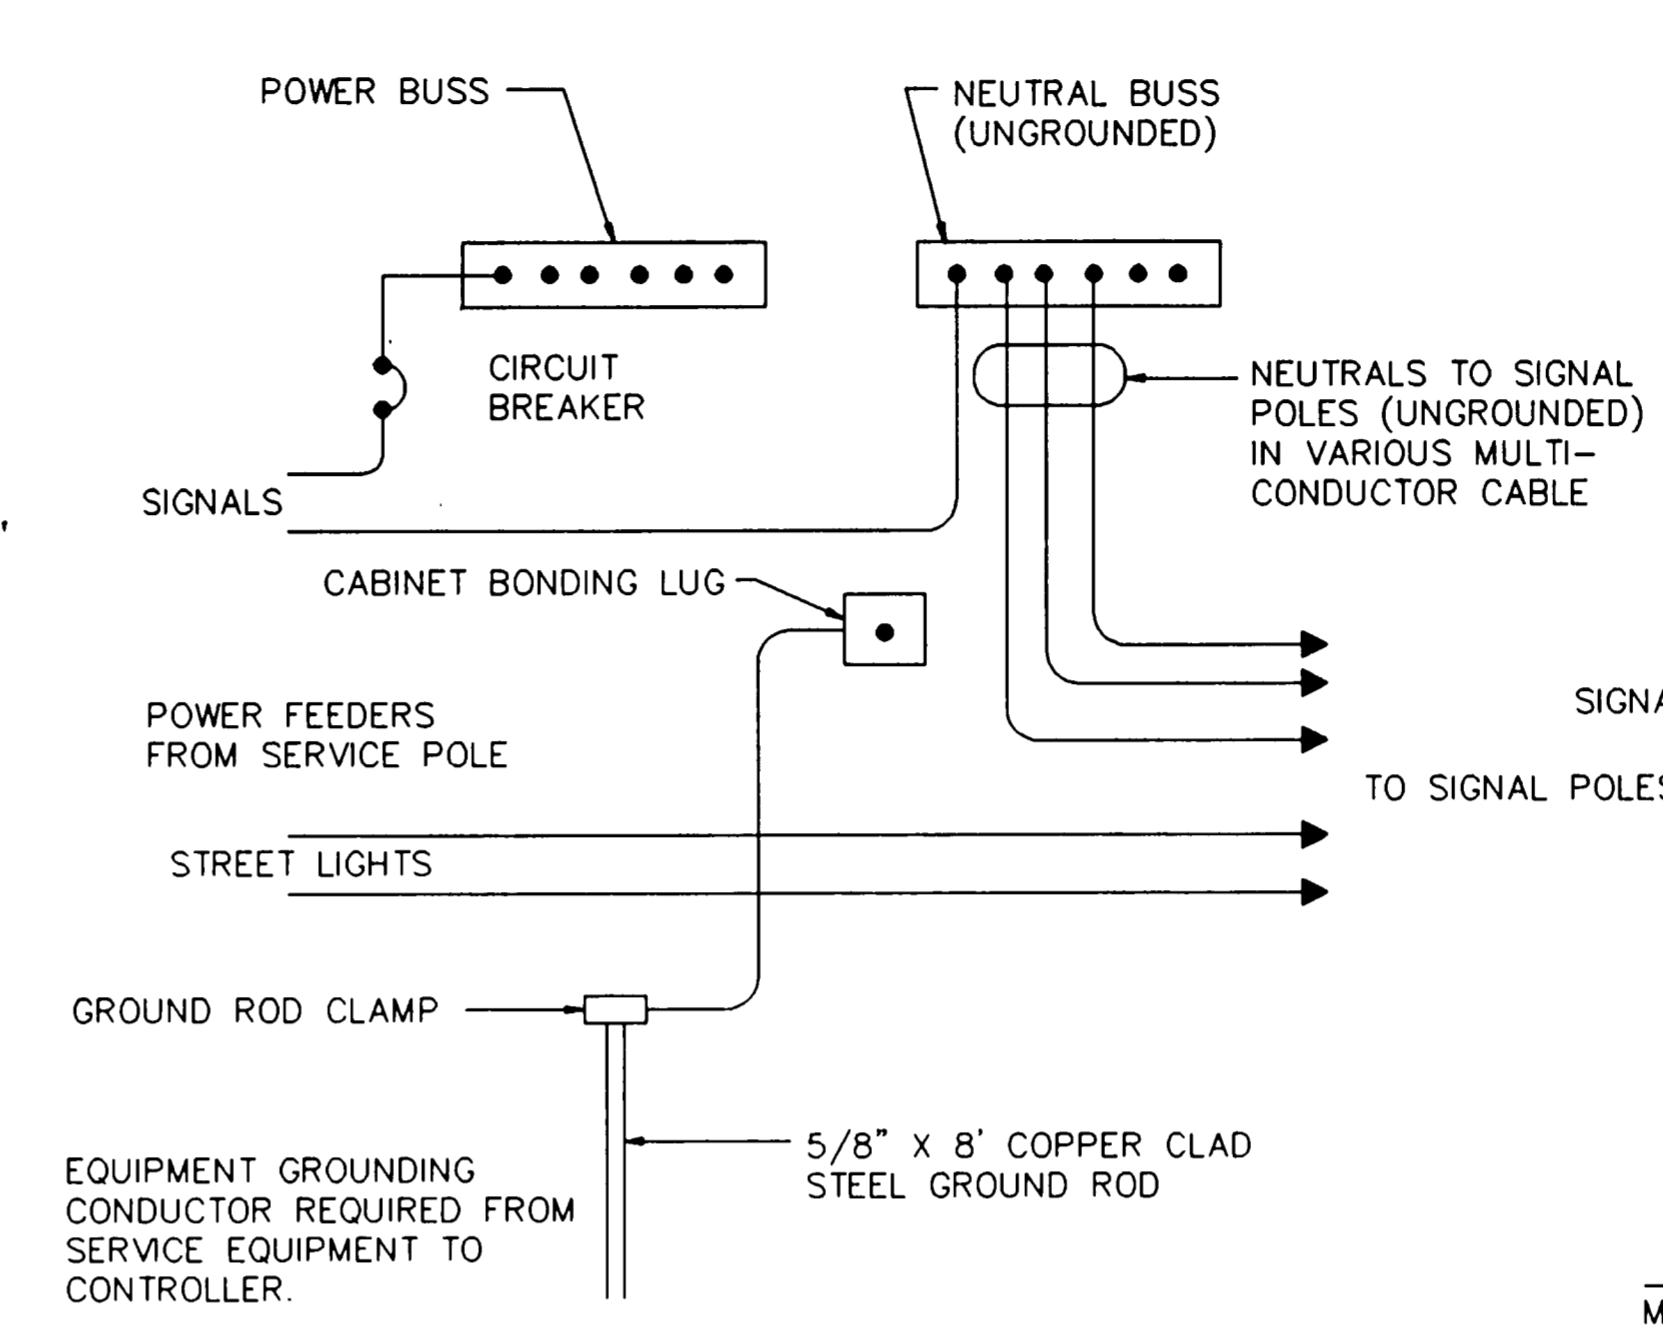 POWER BUSS
NEUTRAL BUSS
(UNGROUNDED)
CIRCUIT
BREAKER
NEUTRALS TO SIGNAL
POLES (UNGROUNDED)
IN VARIOUS MULTI-
CONDUCTOR CABLE
SIGNALS
CABINET BONDING LUG
POWER FEEDERS
FROM SERVICE POLE
TO SIGNAL POLES
STREET LIGHTS
GROUND ROD CLAMP
5/8" X 8' COPPER CLAD
STEEL GROUND ROD
EQUIPMENT GROUNDING
CONDUCTOR REQUIRED FROM
SERVICE EQUIPMENT TO
CONTROLLER.